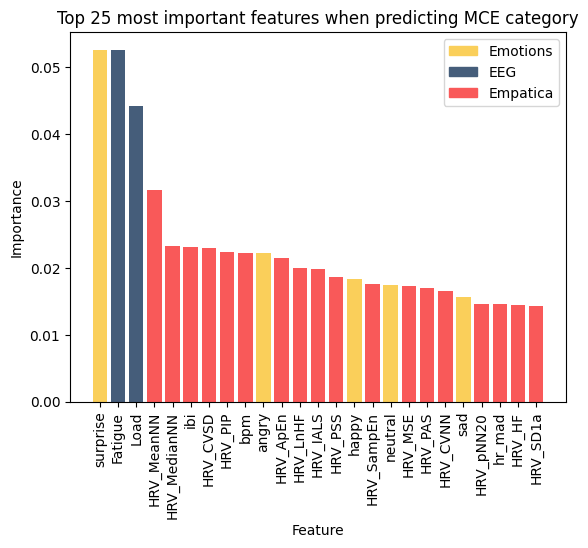 Top 25 most important features when predicting MCE category
Emotions
EEG
Empatica
Importance
0.05
0.04
0.03
0.02
0.01
0.00
surprise
Fatigue
Load
HRV_MeanNN
HRV_MedianNN
ibi
HRV_CVSD
HRV_PIP
bpm
angry
HRV_ApEn
HRV_LnHF
HRV_IALS
HRV_PSS
happy
HRV_SampEn
neutral
HRV_MSE
HRV_PAS
HRV_CVNN
sad
HRV_pNN20
hr_mad
HRV_HF
HRV_SD1a
Feature